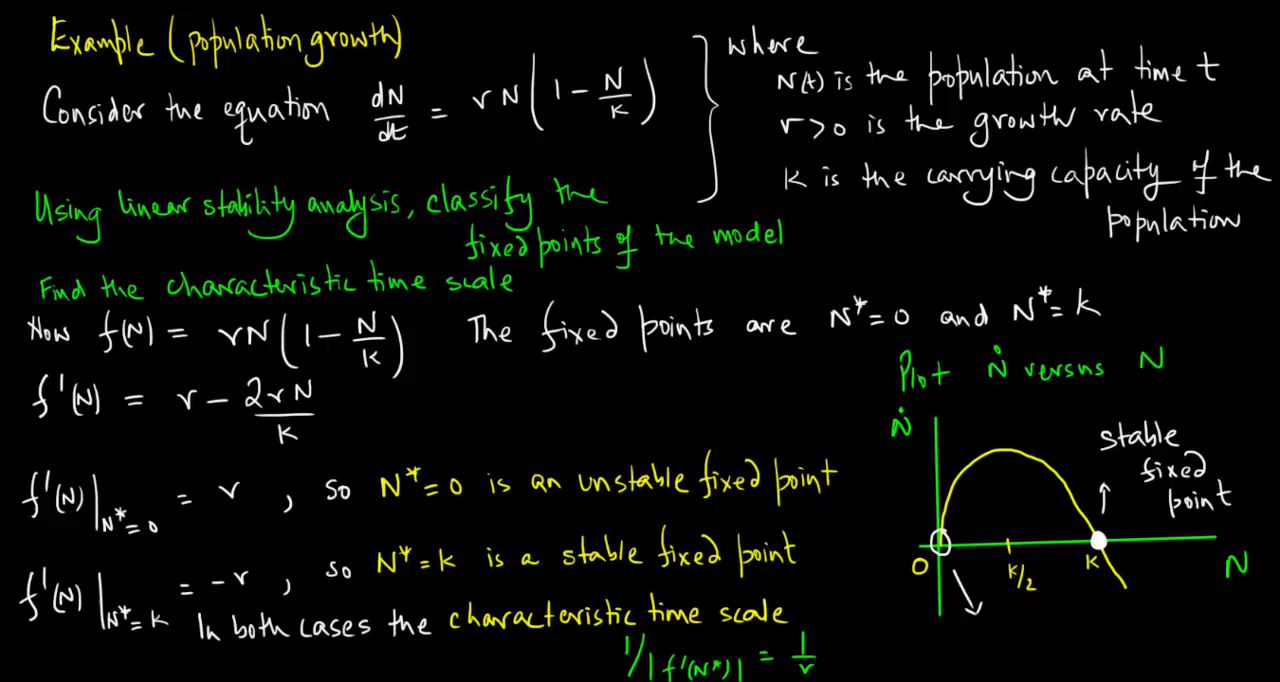 Example (population growth)
Consider the equation dN/dt = rN(1 - N/K)
where
N(t) is the population at time t
r>0 is the growth rate
K is the carrying capacity of the
population
Using linear stability analysis, classify the
fixed points of the model
Find the characteristic time scale
Now f(N) = rN(1 - N/K) The fixed points are N*=0 and N*=K
f'(N) = r - 2rN/K
f'(N)|N*=0 = r, so N*=0 is an unstable fixed point
f'(N)|N*=K = -r, so N*=K is a stable fixed point
In both cases the characteristic time scale
1/|f'(N*)| = 1/r
Plot Ṅ versus N
Ṅ
stable
fixed
point
0 K/2 K N